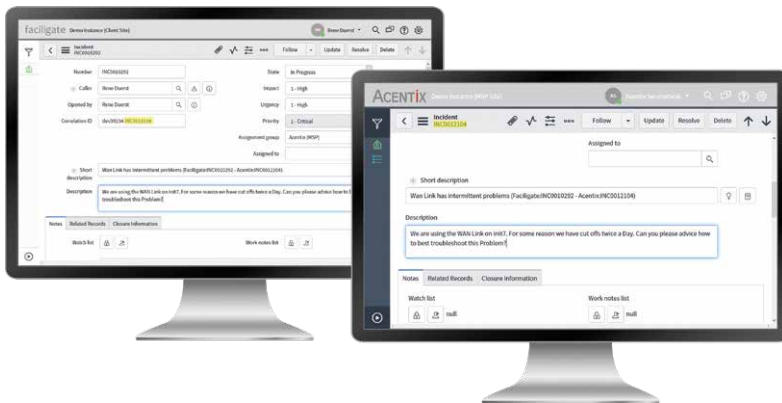 faciligate Demo Instance (Client Site)
Rene Duerst
Incident
INC0010292
Follow
Update
Resolve
Delete
Number
INC0010292
State
In Progress
Caller
Rene Duerst
Impact
1 - High
Opened by
Rene Duerst
Urgency
1 - High
Correlation ID
Priority
1 - Critical
Assignment group
Acentix (MSP)
Assigned to
Short description
Wan Link has intermittent problems (Faciligate:INC0010292 - Acentix:INC0012104)
Description
We are using the WAN Link on init7. For some reason we have cut offs twice a Day. Can you please advice how to b
troubleshoot this Problem?
Notes
Related Records
Closure Information
Watch list
Work notes list
ACENTiX Demo Instance (MSP Site)
Incident
INC0012104
Follow
Update
Resolve
Delete
Assigned to
Short description
Wan Link has intermittent problems (Faciligate:INC0010292 - Acentix:INC0012104)
Description
We are using the WAN Link on init7. For some reason we have cut offs twice a Day. Can you please advice how
to best troubleshoot this Problem?
Notes
Related Records
Closure Information
Watch list
Work notes list
null
null